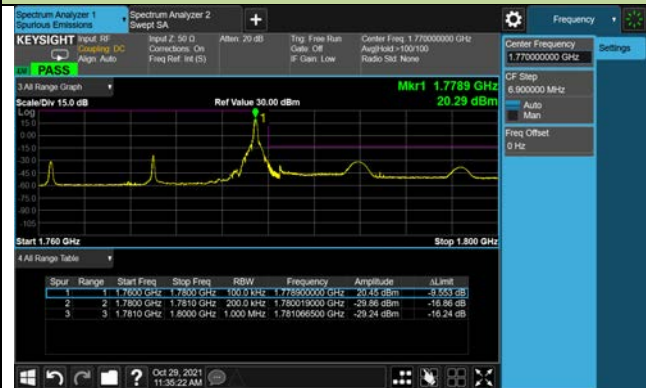 Spectrum Analyzer 1
Spurious Emissions
Spectrum Analyzer 2
Swept SA
Frequency
KEYSIGHT
Input: RF
Coupling: DC
Align: Auto
Input Z: 50 Ω
Corrections: On
Freq Ref: Int (S)
Atten: 20 dB
Trig: Free Run
Gate: Off
IF Gain: Low
Center Freq: 1.770000000 GHz
Avg|Hold >100/100
Radio Std: None
PASS
Center Frequency
1.770000000 GHz
Settings
CF Step
6.900000 MHz
Auto
Man
Freq Offset
0 Hz
3 All Range Graph
Mkr1 1.7789 GHz
Scale/Div 15.0 dB
Ref Value 30.00 dBm
20.29 dBm
Log
1
15.0
0.00
-15.0
-30.0
-45.0
-60.0
-75.0
-90.0
-105
Start 1.760 GHz
Stop 1.800 GHz
4 All Range Table
Spur Range Start Freq Stop Freq RBW Frequency Amplitude ΔLimit
1 1 1.7600 GHz 1.7800 GHz 100.0 kHz 1.778900000 GHz 20.45 dBm -9.553 dB
2 2 1.7800 GHz 1.7810 GHz 200.0 kHz 1.780019000 GHz -29.86 dBm -16.86 dB
3 3 1.7810 GHz 1.8000 GHz 1.000 MHz 1.781066500 GHz -29.24 dBm -16.24 dB
Oct 29, 2021
11:35:22 AM